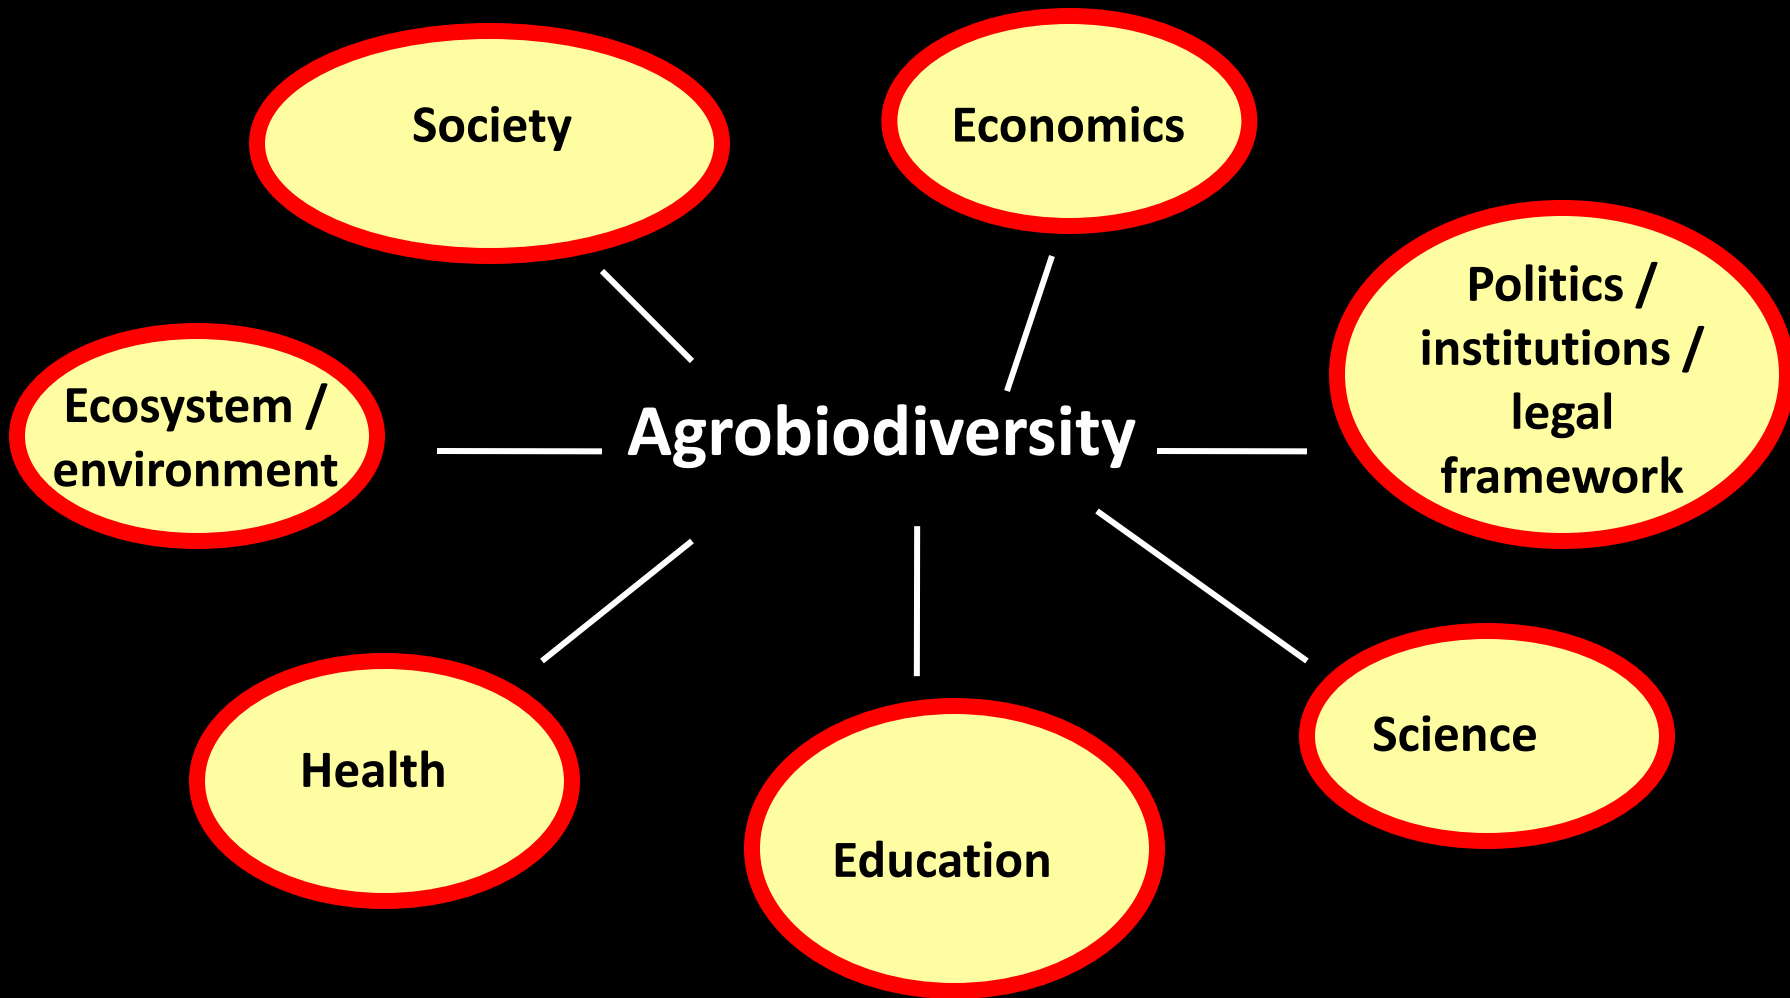 Society
Economics
Politics /
institutions /
legal
framework
Ecosystem /
environment
Agrobiodiversity
Science
Health
Education